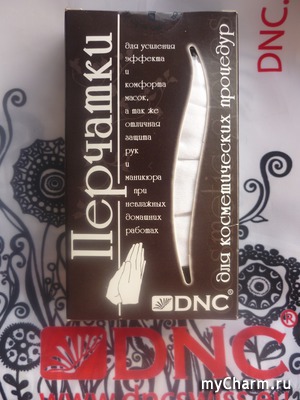 DNC.
Перчатки
для усиления
эффекта
и
комфорта
масок,
а так же
отличная
защита
рук
и
маникюра
при
невлажных
домашних
работах
для косметических процедур
DNC®
DNC®
myCharm.ru